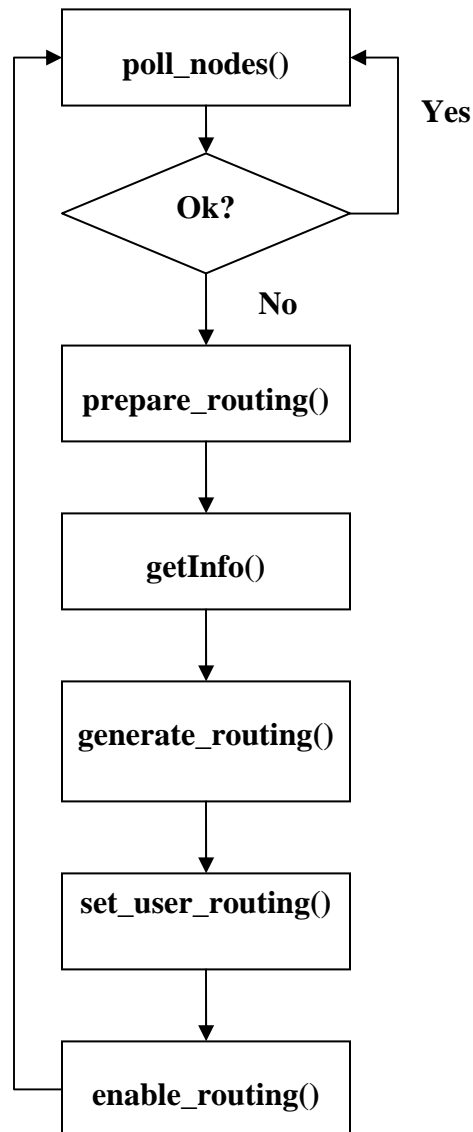 poll_nodes()
Yes
Ok?
No
prepare_routing()
getInfo()
generate_routing()
set_user_routing()
enable_routing()